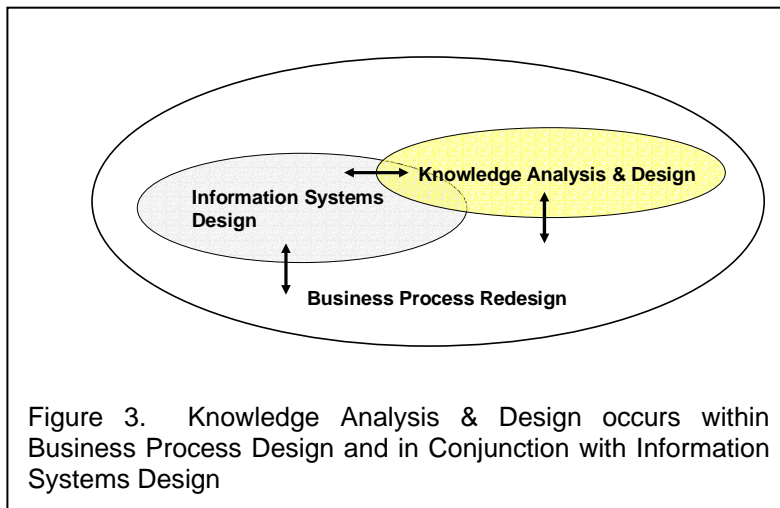 Knowledge Analysis & Design
Information Systems
Design
Business Process Redesign
Figure 3. Knowledge Analysis & Design occurs within
Business Process Design and in Conjunction with Information
Systems Design